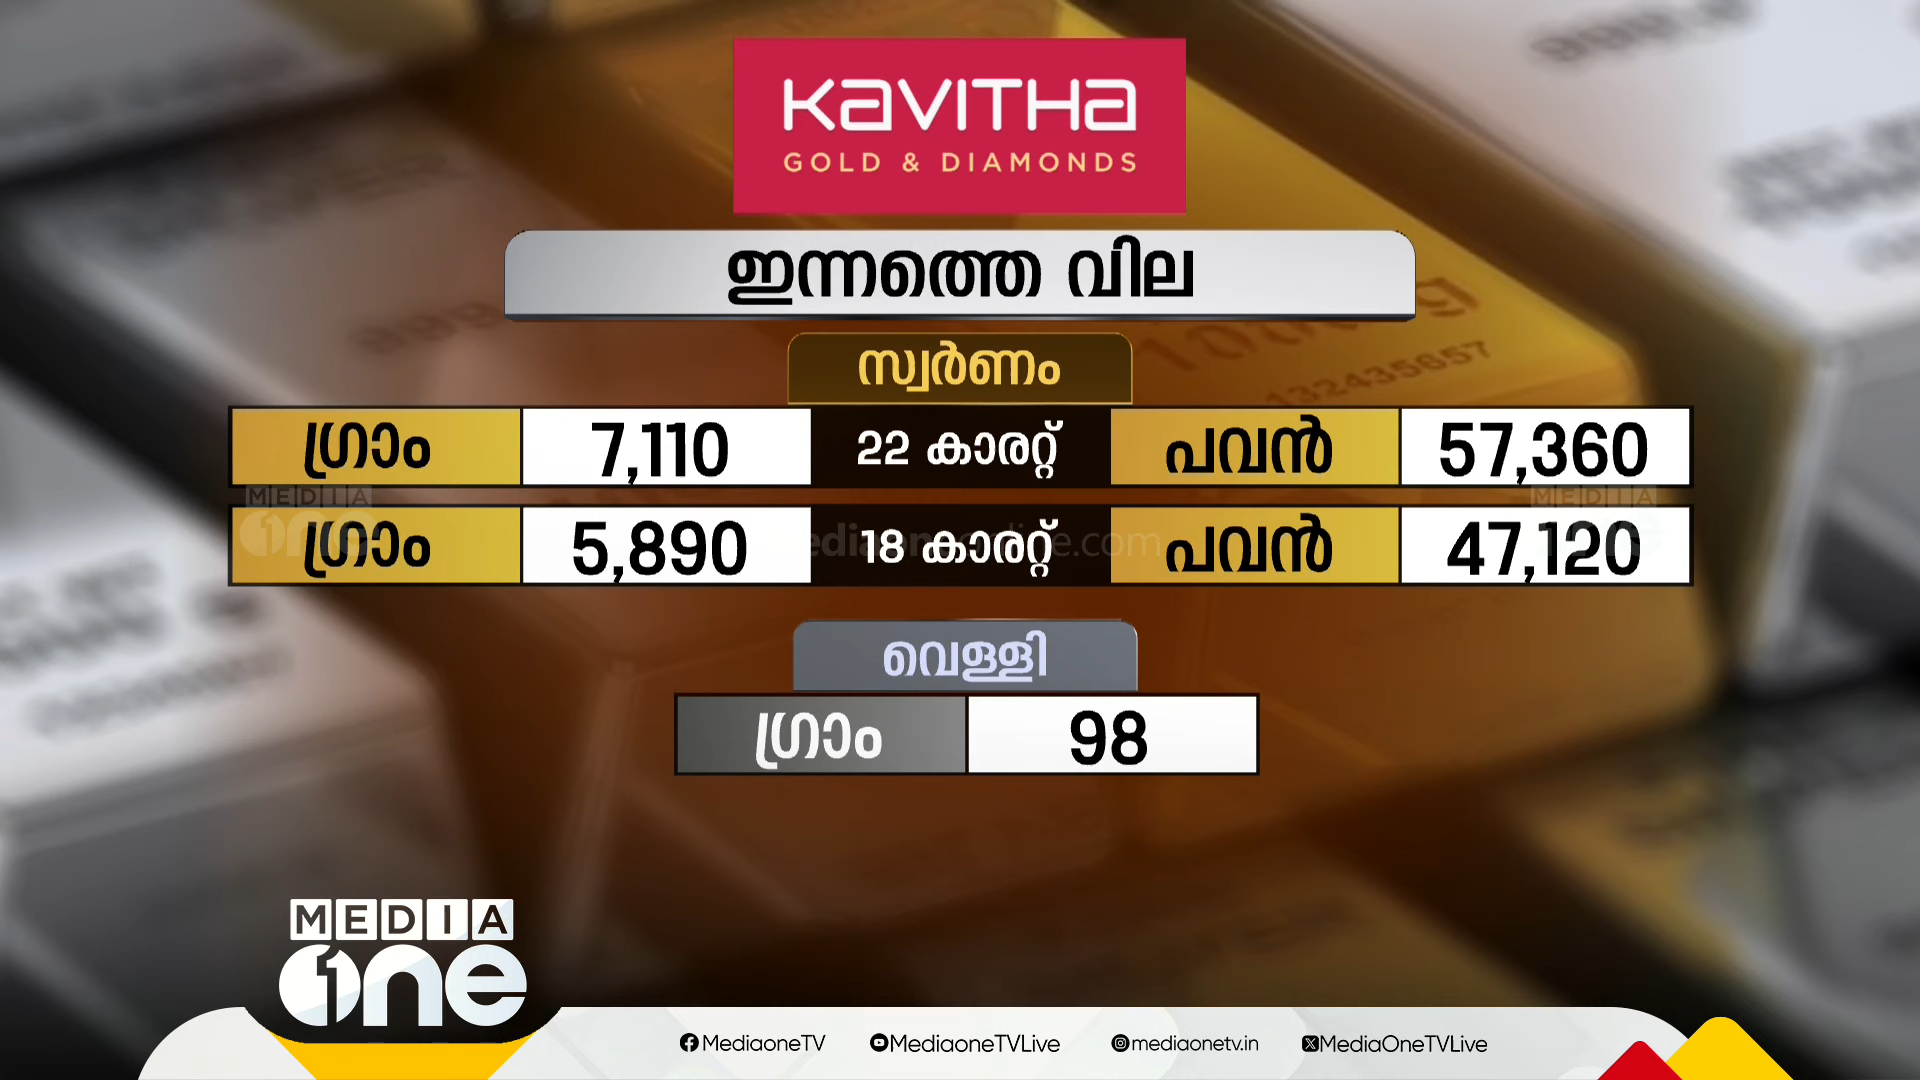 KAVITHA
GOLD & DIAMONDS
ഇന്നത്തെ വില
സ്വർണം
ഗ്രാം 7,110 22 കാരറ്റ് പവൻ 57,360
ഗ്രാം 5,890 18 കാരറ്റ് പവൻ 47,120
വെള്ളി
ഗ്രാം 98
MEDIA
one
MediaoneTV MediaoneTVLive mediaonetv.in MediaOneTVLive